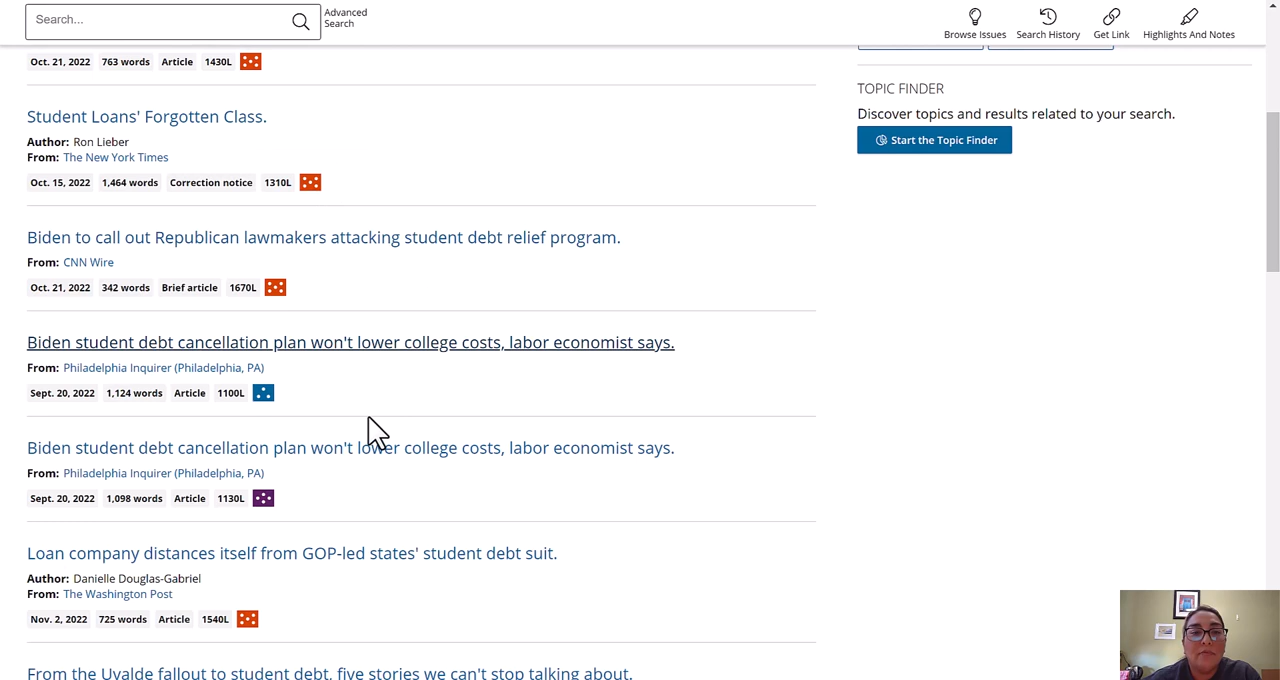 Search...
Advanced
Search
Browse Issues
Search History
Get Link
Highlights And Notes
Oct. 21, 2022 763 words Article 1430L
TOPIC FINDER
Discover topics and results related to your search.
Start the Topic Finder
Student Loans' Forgotten Class.
Author: Ron Lieber
From: The New York Times
Oct. 15, 2022 1,464 words Correction notice 1310L
Biden to call out Republican lawmakers attacking student debt relief program.
From: CNN Wire
Oct. 21, 2022 342 words Brief article 1670L
Biden student debt cancellation plan won't lower college costs, labor economist says.
From: Philadelphia Inquirer (Philadelphia, PA)
Sept. 20, 2022 1,124 words Article 1100L
Biden student debt cancellation plan won't lower college costs, labor economist says.
From: Philadelphia Inquirer (Philadelphia, PA)
Sept. 20, 2022 1,098 words Article 1130L
Loan company distances itself from GOP-led states' student debt suit.
Author: Danielle Douglas-Gabriel
From: The Washington Post
Nov. 2, 2022 725 words Article 1540L
From the Uvalde fallout to student debt, five stories we can't stop talking about.